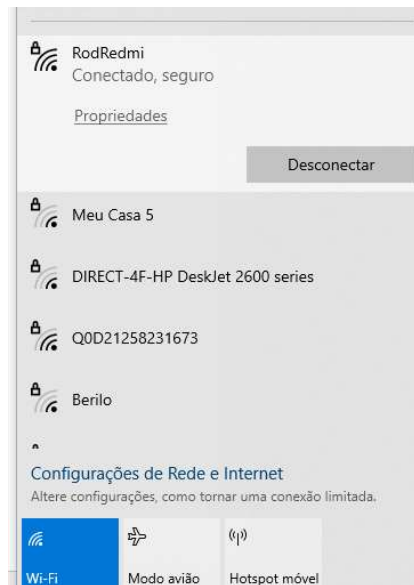 RodRedmi
Conectado, seguro
Propriedades
Desconectar
Meu Casa 5
DIRECT-4F-HP DeskJet 2600 series
Q0D21258231673
Berilo
Configurações de Rede e Internet
Altere configurações, como tornar uma conexão limitada.
Wi-Fi
Modo avião
Hotspot móvel